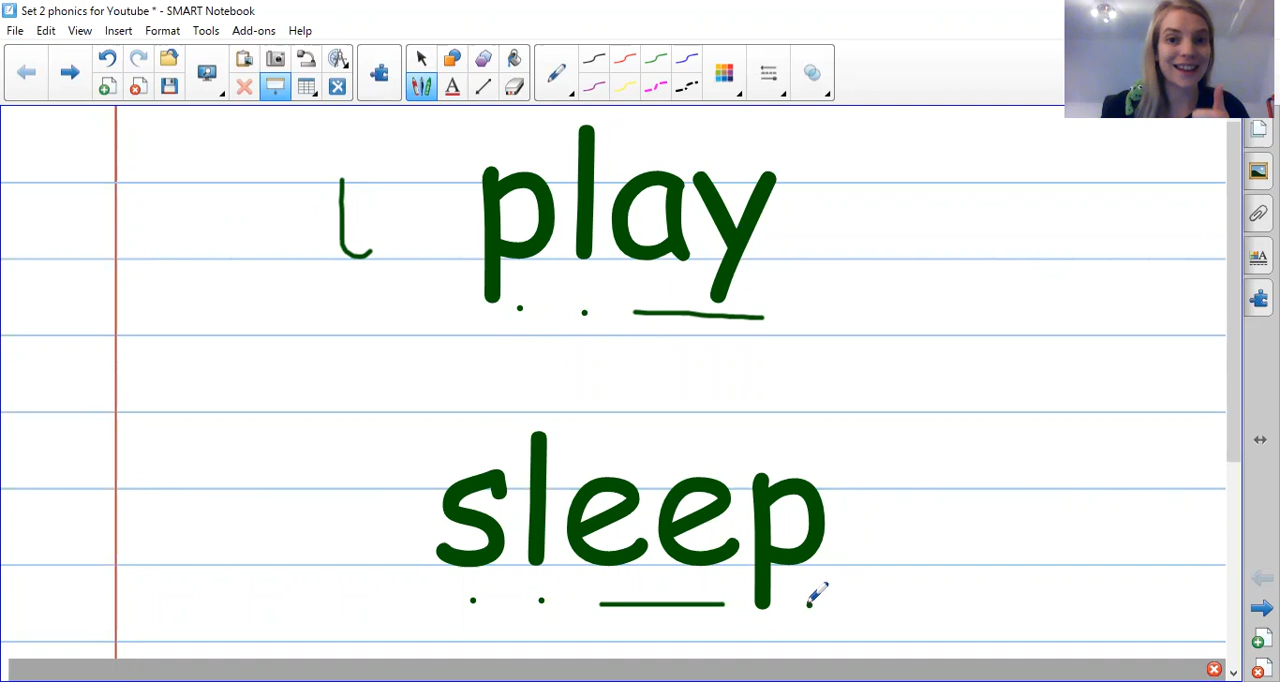 Set 2 phonics for Youtube * - SMART Notebook
File Edit View Insert Format Tools Add-ons Help
l play
sleep